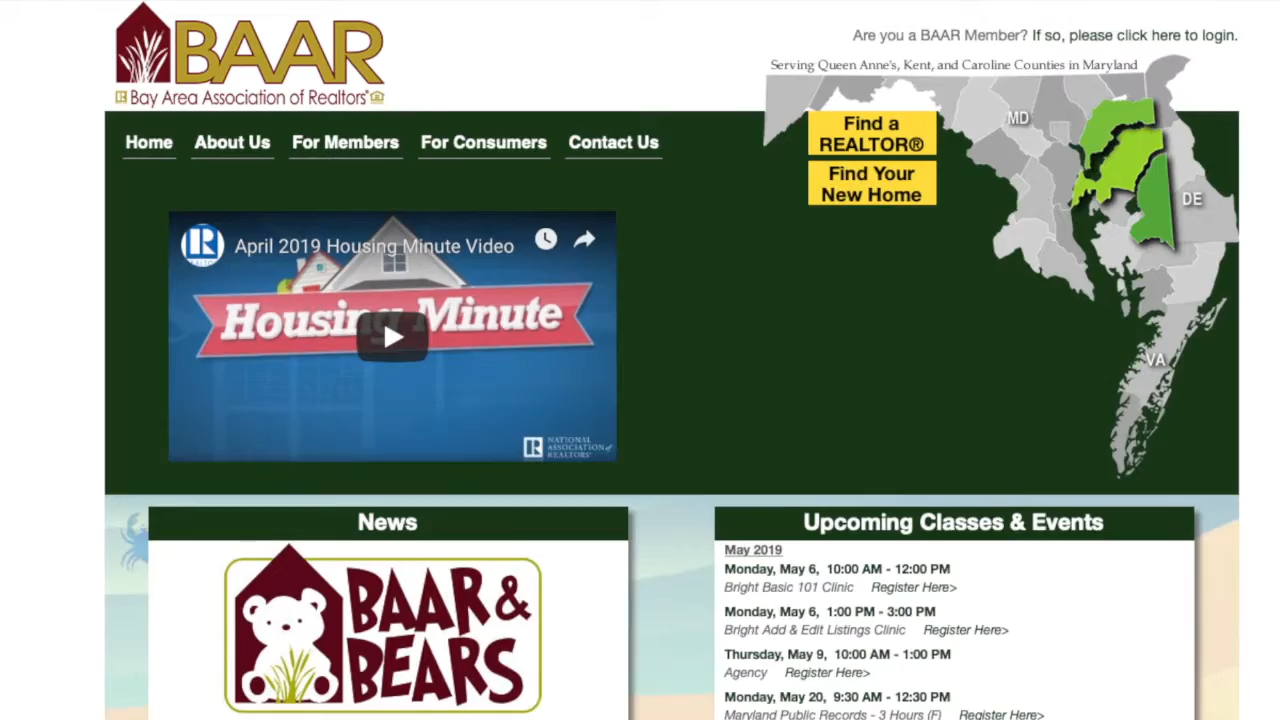 BAAR
R Bay Area Association of Realtors®
Are you a BAAR Member? If so, please click here to login.
Serving Queen Anne's, Kent, and Caroline Counties in Maryland
Home
About Us
For Members
For Consumers
Contact Us
Find a
REALTOR®
Find Your
New Home
MD
DE
VA
R
REALTOR
April 2019 Housing Minute Video
Housing Minute
R
NATIONAL
ASSOCIATION of
REALTORS®
News
BAAR &
BEARS
Upcoming Classes & Events
May 2019
Monday, May 6, 10:00 AM - 12:00 PM
Bright Basic 101 Clinic Register Here>
Monday, May 6, 1:00 PM - 3:00 PM
Bright Add & Edit Listings Clinic Register Here>
Thursday, May 9, 10:00 AM - 1:00 PM
Agency Register Here>
Monday, May 20, 9:30 AM - 12:30 PM
Maryland Public Records - 3 Hours (F) Register Here>